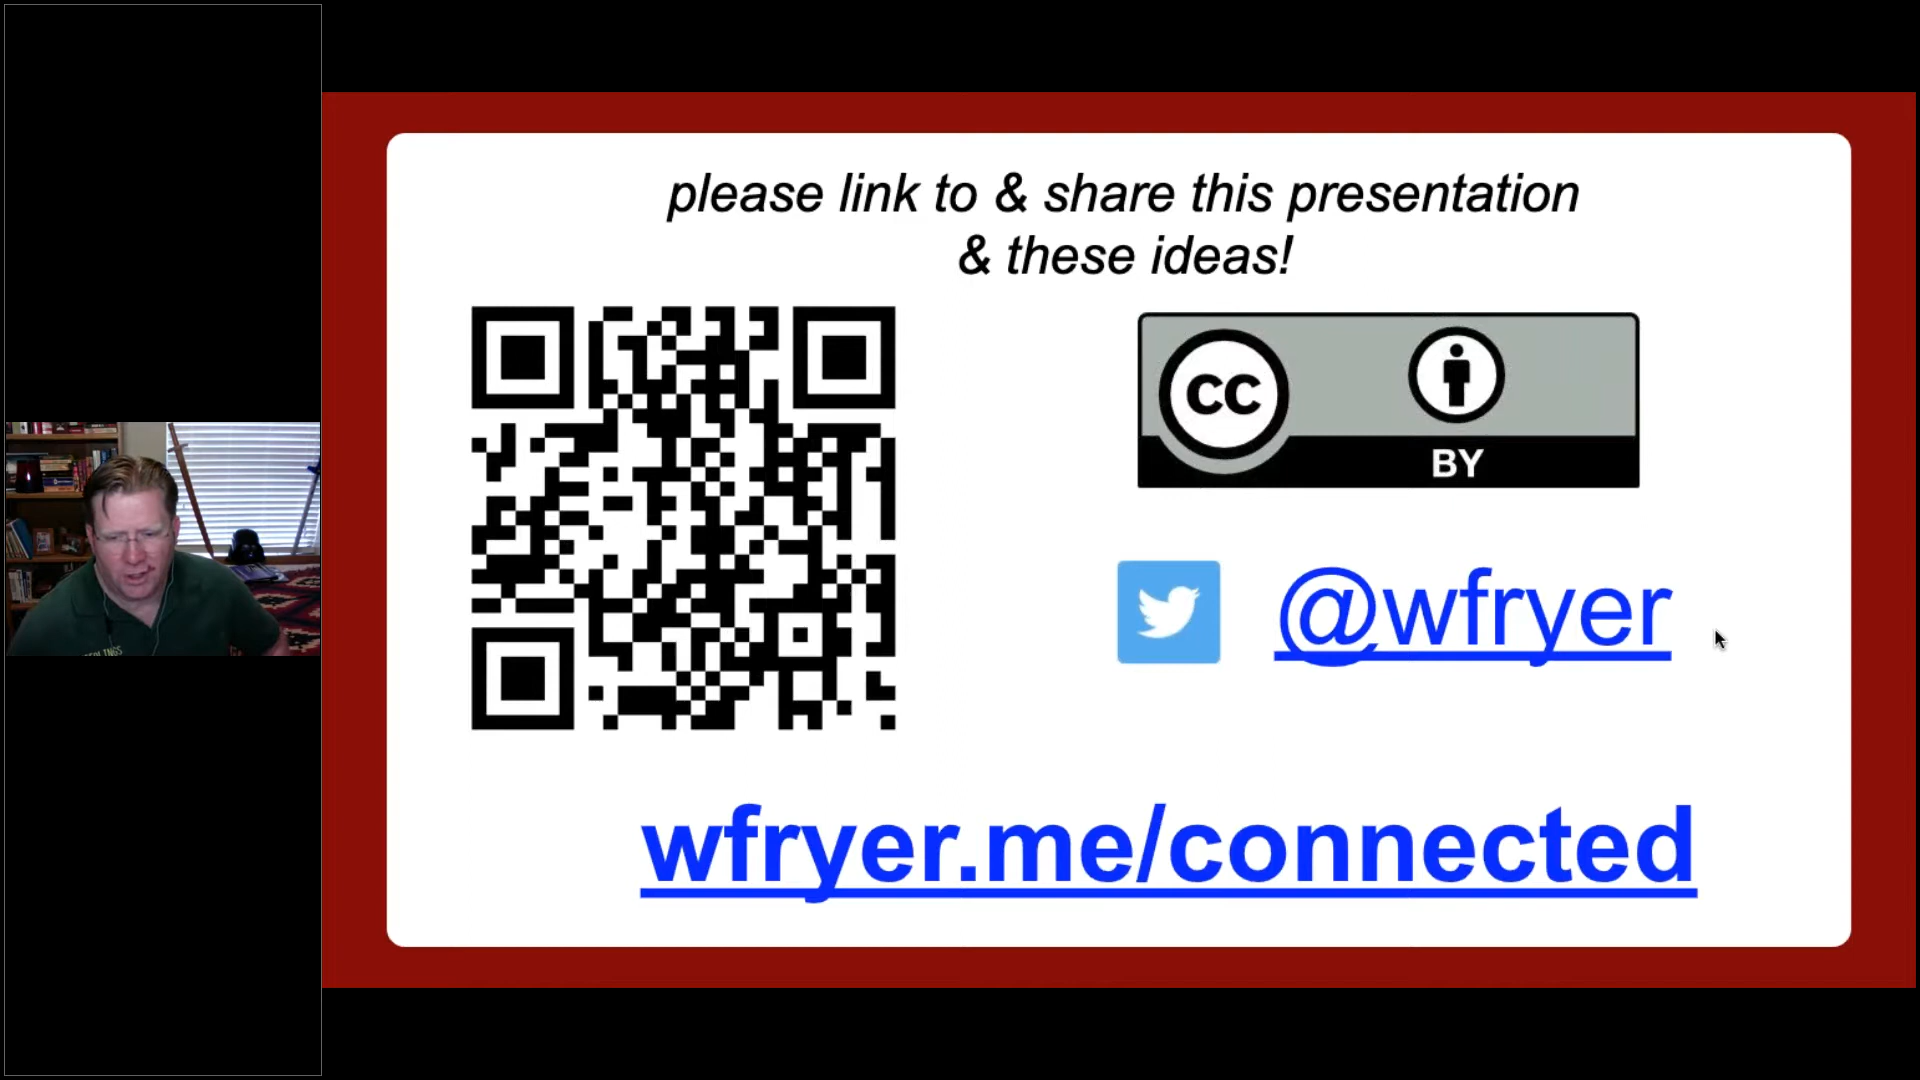 please link to & share this presentation
& these ideas!
CC
BY
@wfryer
wfryer.me/connected